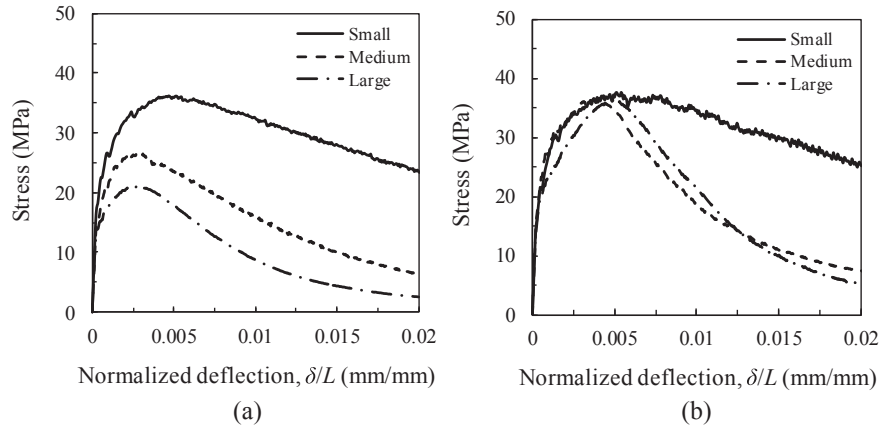 50
40
30
20
10
0
Stress (MPa)
Small
Medium
Large
0 0.005 0.01 0.015 0.02
Normalized deflection, δ/L (mm/mm)
(a)
50
40
30
20
10
0
Stress (MPa)
Small
Medium
Large
0 0.005 0.01 0.015 0.02
Normalized deflection, δ/L (mm/mm)
(b)